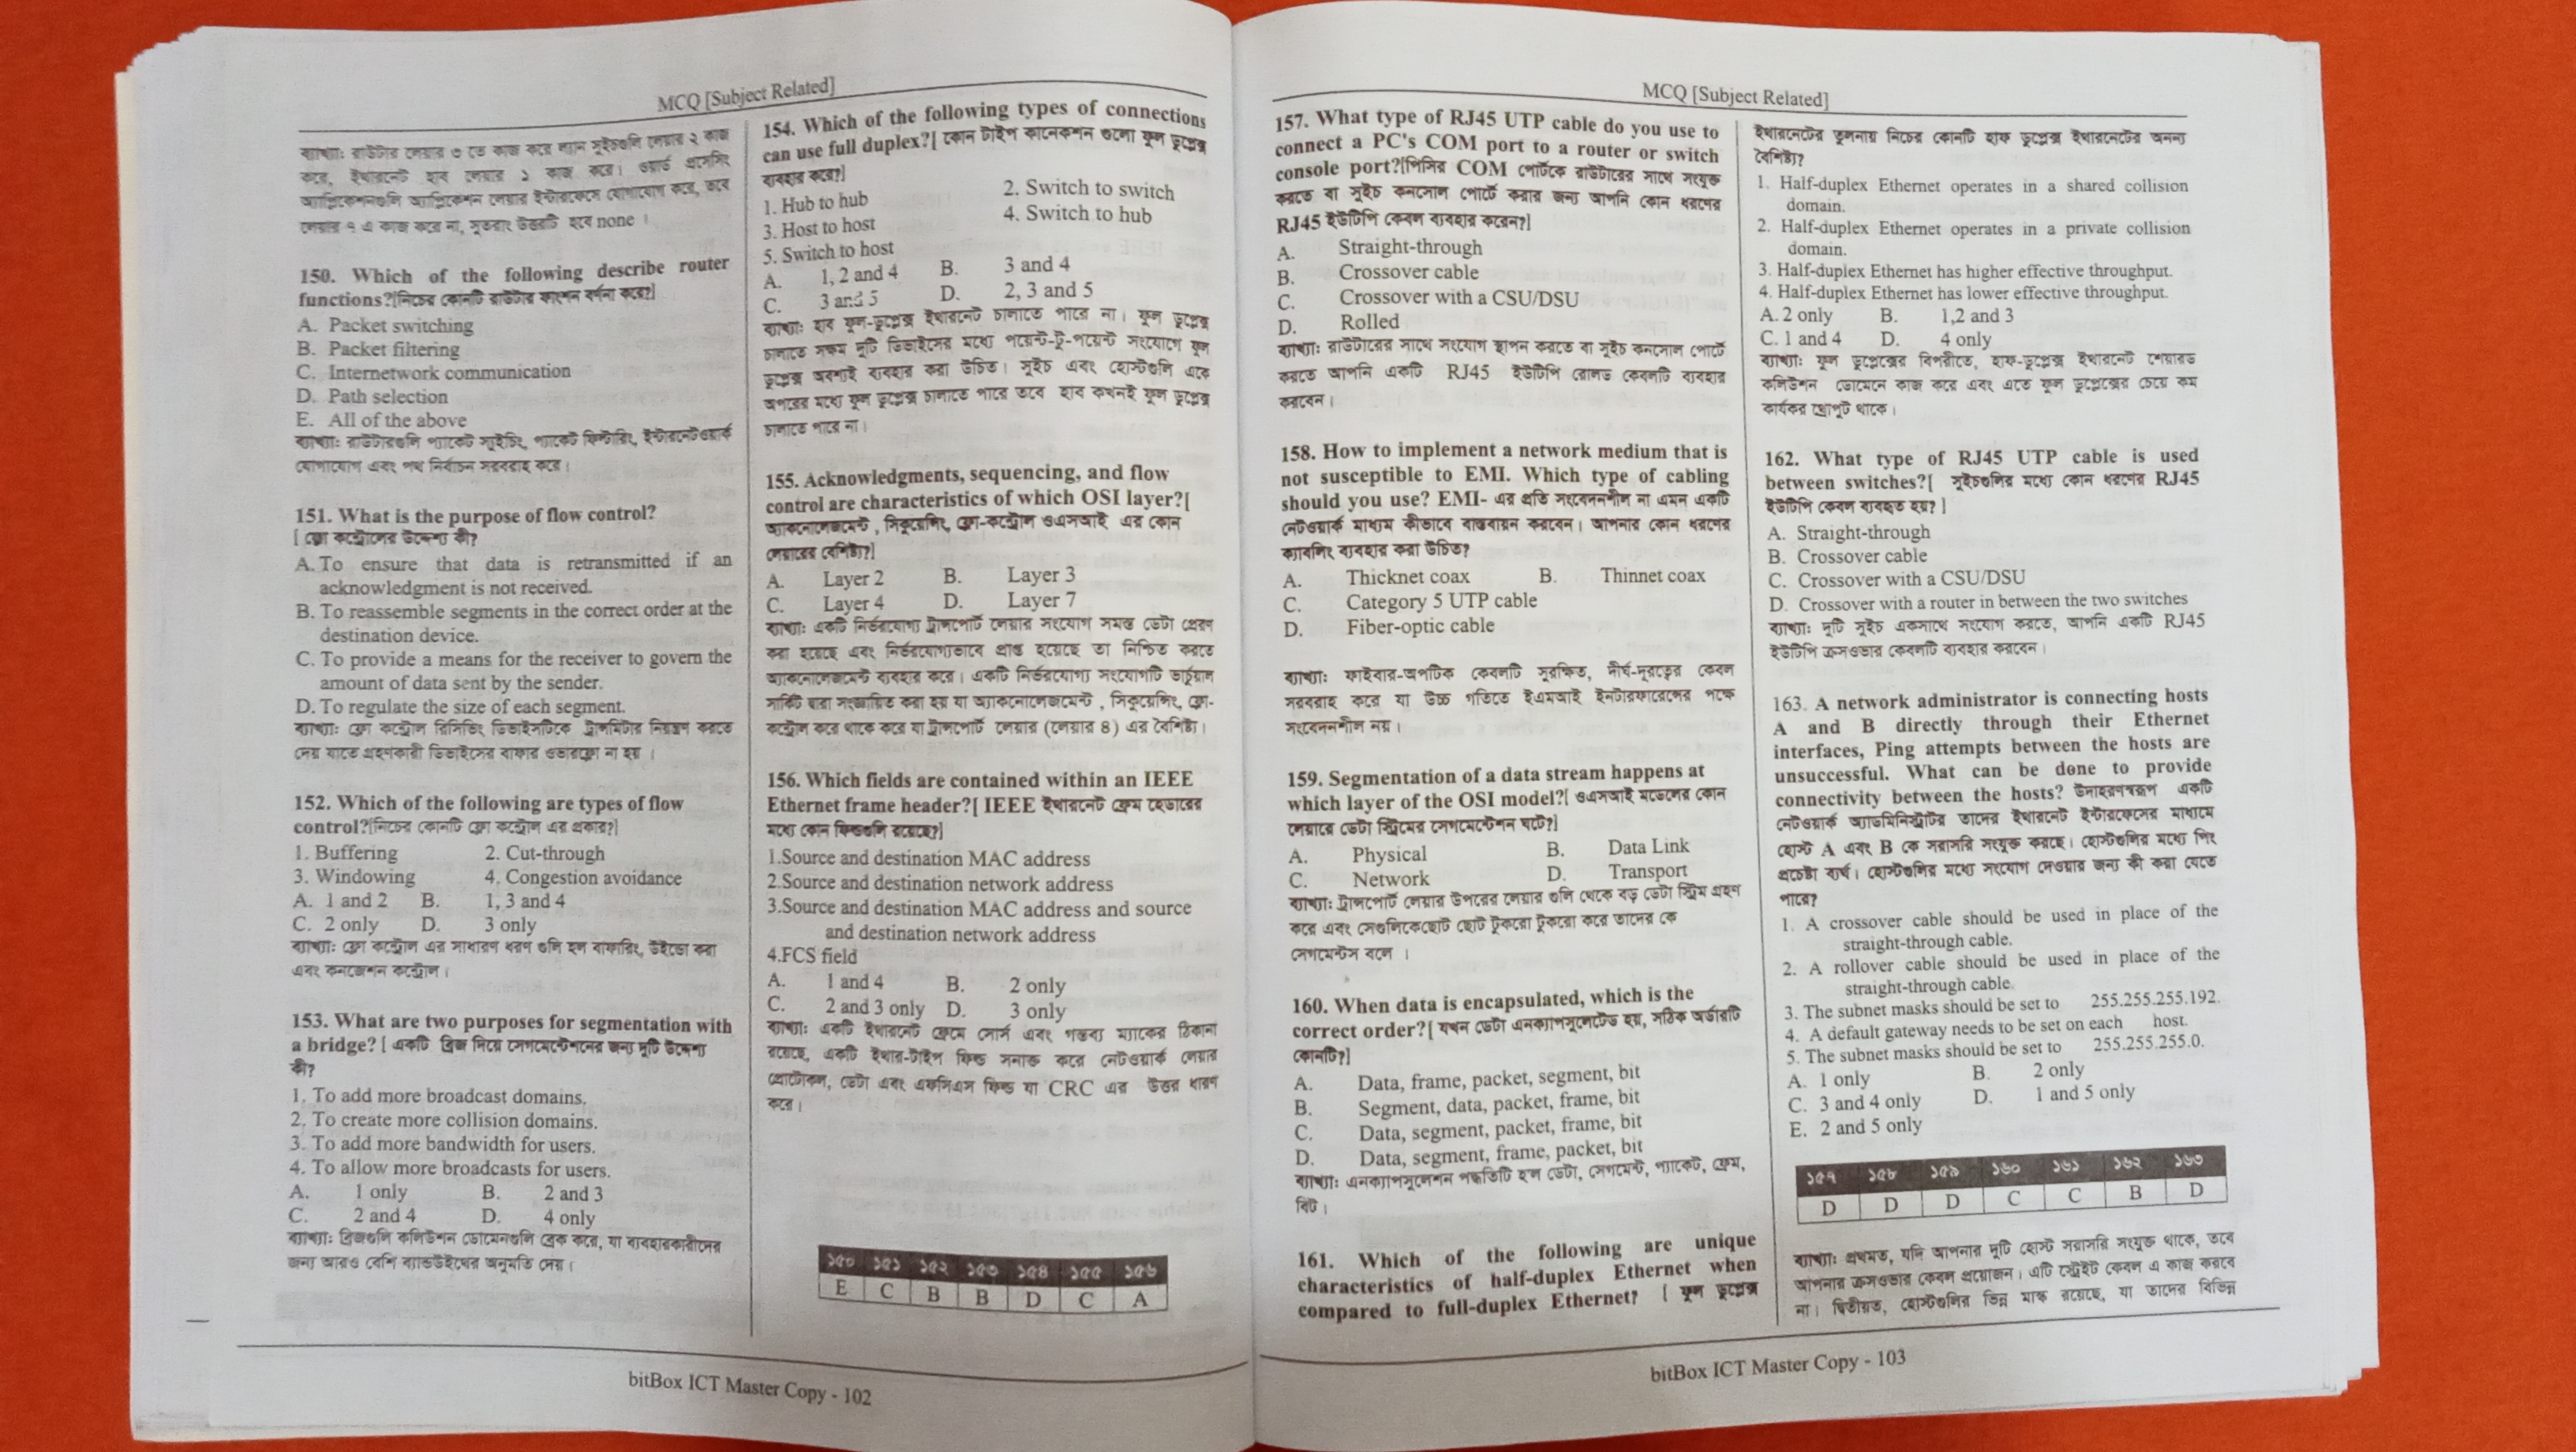 MCQ [Subject Related]
ব্যাখ্যা: রাউটার লেয়ার ৩ তে কাজ করে ল্যান সুইচগুলি লেয়ার ২ কাজ
করে, ইথারনেট হাব লেয়ার ১ কাজ করে। ওয়ার্ড প্রসেসিং
অ্যাপ্লিকেশনগুলি অ্যাপ্লিকেশন লেয়ার ইন্টারফেসে যোগাযোগ করে, তবে
লেয়ার ৭ এ কাজ করে না, সুতরাং উত্তরটি হবে none ।
150. Which of the following describe router
functions?[নিচের কোনটি রাউটার ফাংশন বর্ণনা করে?]
A. Packet switching
B. Packet filtering
C. Internetwork communication
D. Path selection
E. All of the above
ব্যাখ্যা: রাউটারগুলি প্যাকেট স্যুইচিং, প্যাকেট ফিল্টারিং, ইন্টারনেটওয়ার্ক
যোগাযোগ এবং পথ নির্বাচন সরবরাহ করে।
151. What is the purpose of flow control?
[ ফ্লো কন্ট্রোলের উদ্দেশ্য কী?
A. To ensure that data is retransmitted if an
acknowledgment is not received.
B. To reassemble segments in the correct order at the
destination device.
C. To provide a means for the receiver to govern the
amount of data sent by the sender.
D. To regulate the size of each segment.
ব্যাখ্যা: ফ্লো কন্ট্রোল রিসিভিং ডিভাইসটিকে ট্রান্সমিটার নিয়ন্ত্রণ করতে
দেয় যাতে গ্রহণকারী ডিভাইসের বাফার ওভারফ্লো না হয় ।
152. Which of the following are types of flow
control?[নিচের কোনটি ফ্লো কন্ট্রোল এর প্রকার?]
1. Buffering 2. Cut-through
3. Windowing 4. Congestion avoidance
A. 1 and 2 B. 1, 3 and 4
C. 2 only D. 3 only
ব্যাখ্যা: ফ্লো কন্ট্রোল এর সাধারণ ধরণ গুলি হল বাফারিং, উইন্ডো করা
এবং কনজেশন কন্ট্রোল।
153. What are two purposes for segmentation with
a bridge? [ একটি ব্রিজ দিয়ে সেগমেন্টেশনের জন্য দুটি উদ্দেশ্য
কী?
1. To add more broadcast domains.
2. To create more collision domains.
3. To add more bandwidth for users.
4. To allow more broadcasts for users.
A. 1 only B. 2 and 3
C. 2 and 4 D. 4 only
ব্যাখ্যা: ব্রিজগুলি কলিউশন ডোমেনগুলি ব্রেক করে, যা ব্যবহারকারীদের
জন্য আরও বেশি ব্যান্ডউইথের অনুমতি দেয়।
154. Which of the following types of connections
can use full duplex?[ কোন টাইপ কানেকশন গুলো ফুল ডুপ্লেক্স
ব্যবহার করে?]
1. Hub to hub 2. Switch to switch
3. Host to host 4. Switch to hub
5. Switch to host
A. 1, 2 and 4 B. 3 and 4
C. 3 and 5 D. 2, 3 and 5
ব্যাখ্যা: হাব ফুল-ডুপ্লেক্স ইথারনেট চালাতে পারে না। ফুল ডুপ্লেক্স
চালাতে সক্ষম দুটি ডিভাইসের মধ্যে পয়েন্ট-টু-পয়েন্ট সংযোগে ফুল
ডুপ্লেক্স অবশ্যই ব্যবহার করা উচিত। সুইচ এবং হোস্টগুলি একে
অপরের মধ্যে ফুল ডুপ্লেক্স চালাতে পারে তবে হাব কখনই ফুল ডুপ্লেক্স
চালাতে পারে না।
155. Acknowledgments, sequencing, and flow
control are characteristics of which OSI layer?[
অ্যাকনোলেজমেন্ট , সিকুয়েন্সিং, ফ্লো-কন্ট্রোল ওএসআই এর কোন
লেয়ারের বৈশিষ্ট্য?]
A. Layer 2 B. Layer 3
C. Layer 4 D. Layer 7
ব্যাখ্যা: একটি নির্ভরযোগ্য ট্রান্সপোর্ট লেয়ার সংযোগ সমস্ত ডেটা প্রেরণ
করা হয়েছে এবং নির্ভরযোগ্যভাবে প্রাপ্ত হয়েছে তা নিশ্চিত করতে
অ্যাকনোলেজমেন্ট ব্যবহার করে। একটি নির্ভরযোগ্য সংযোগটি ভার্চুয়াল
সার্কিট দ্বারা সংজ্ঞায়িত করা হয় যা অ্যাকনোলেজমেন্ট , সিকুয়েন্সিং, ফ্লো-
কন্ট্রোল করে থাকে করে যা ট্রান্সপোর্ট লেয়ার (লেয়ার 8) এর বৈশিষ্ট্য।
156. Which fields are contained within an IEEE
Ethernet frame header?[ IEEE ইথারনেট ফ্রেম হেডারের
মধ্যে কোন ফিল্ডগুলি রয়েছে?]
1.Source and destination MAC address
2.Source and destination network address
3.Source and destination MAC address and source
and destination network address
4.FCS field
A. 1 and 4 B. 2 only
C. 2 and 3 only D. 3 only
ব্যাখ্যা: একটি ইথারনেট ফ্রেমে সোর্স এবং গন্তব্য ম্যাকের ঠিকানা
রয়েছে, একটি ইথার-টাইপ ফিল্ড সনাক্ত করে নেটওয়ার্ক লেয়ার
প্রোটোকল, ডেটা এবং এফসিএস ফিল্ড যা CRC এর উত্তর ধারণ
করে।
১৫০ ১৫১ ১৫২ ১৫৩ ১৫৪ ১৫৫ ১৫৬
E C B B D C A
bitBox ICT Master Copy - 102
MCQ [Subject Related]
157. What type of RJ45 UTP cable do you use to
connect a PC's COM port to a router or switch
console port?[পিসির COM পোর্টকে রাউটারের সাথে সংযুক্ত
করতে বা সুইচ কনসোল পোর্টে করার জন্য আপনি কোন ধরণের
RJ45 ইউটিপি কেবল ব্যবহার করেন?]
A. Straight-through
B. Crossover cable
C. Crossover with a CSU/DSU
D. Rolled
ব্যাখ্যা: রাউটারের সাথে সংযোগ স্থাপন করতে বা সুইচ কনসোল পোর্টে
করতে আপনি একটি RJ45 ইউটিপি রোলড কেবলটি ব্যবহার
করবেন।
158. How to implement a network medium that is
not susceptible to EMI. Which type of cabling
should you use? EMI- এর প্রতি সংবেদনশীল না এমন একটি
নেটওয়ার্ক মাধ্যম কীভাবে বাস্তবায়ন করবেন। আপনার কোন ধরণের
ক্যাবলিং ব্যবহার করা উচিত?
A. Thicknet coax B. Thinnet coax
C. Category 5 UTP cable
D. Fiber-optic cable
ব্যাখ্যা: ফাইবার-অপটিক কেবলটি সুরক্ষিত, দীর্ঘ-দূরত্বের কেবল
সরবরাহ করে যা উচ্চ গতিতে ইএমআই ইন্টারফারেন্সের পক্ষে
সংবেদনশীল নয়।
159. Segmentation of a data stream happens at
which layer of the OSI model?[ ওএসআই মডেলের কোন
লেয়ারে ডেটা স্ট্রিমের সেগমেন্টেশন ঘটে?]
A. Physical B. Data Link
C. Network D. Transport
ব্যাখ্যা: ট্রান্সপোর্ট লেয়ার উপরের লেয়ার গুলি থেকে বড় ডেটা স্ট্রিম গ্রহণ
করে এবং সেগুলিকেছোট ছোট টুকরো টুকরো করে তাদের কে
সেগমেন্টস বলে ।
160. When data is encapsulated, which is the
correct order?[ যখন ডেটা এনক্যাপসুলেটেড হয়, সঠিক অর্ডারটি
কোনটি?]
A. Data, frame, packet, segment, bit
B. Segment, data, packet, frame, bit
C. Data, segment, packet, frame, bit
D. Data, segment, frame, packet, bit
ব্যাখ্যা: এনক্যাপসুলেশন পদ্ধতিটি হ'ল ডেটা, সেগমেন্ট, প্যাকেট, ফ্রেম,
বিট।
161. Which of the following are unique
characteristics of half-duplex Ethernet when
compared to full-duplex Ethernet? [ ফুল ডুপ্লেক্স
ইথারনেটের তুলনায় নিচের কোনটি হাফ ডুপ্লেক্স ইথারনেটের অনন্য
বৈশিষ্ট্য?
1. Half-duplex Ethernet operates in a shared collision
domain.
2. Half-duplex Ethernet operates in a private collision
domain.
3. Half-duplex Ethernet has higher effective throughput.
4. Half-duplex Ethernet has lower effective throughput.
A. 2 only B. 1,2 and 3
C. 1 and 4 D. 4 only
ব্যাখ্যা: ফুল ডুপ্লেক্সের বিপরীতে, হাফ-ডুপ্লেক্স ইথারনেট শেয়ারড
কলিউশন ডোমেনে কাজ করে এবং এতে ফুল ডুপ্লেক্সের চেয়ে কম
কার্যকর থ্রোপুট থাকে।
162. What type of RJ45 UTP cable is used
between switches?[ সুইচগুলির মধ্যে কোন ধরণের RJ45
ইউটিপি কেবল ব্যবহৃত হয়? ]
A. Straight-through
B. Crossover cable
C. Crossover with a CSU/DSU
D. Crossover with a router in between the two switches
ব্যাখ্যা: দুটি সুইচ একসাথে সংযোগ করতে, আপনি একটি RJ45
ইউটিপি ক্রসওভার কেবলটি ব্যবহার করবেন।
163. A network administrator is connecting hosts
A and B directly through their Ethernet
interfaces, Ping attempts between the hosts are
unsuccessful. What can be done to provide
connectivity between the hosts? উদাহরণস্বরূপ একটি
নেটওয়ার্ক অ্যাডমিনিস্ট্রাটর তাদের ইথারনেট ইন্টারফেসের মাধ্যমে
হোস্ট A এবং B কে সরাসরি সংযুক্ত করছে। হোস্টগুলির মধ্যে পিং
প্রচেষ্টা ব্যর্থ। হোস্টগুলির মধ্যে সংযোগ দেওয়ার জন্য কী করা যেতে
পারে?
1. A crossover cable should be used in place of the
straight-through cable.
2. A rollover cable should be used in place of the
straight-through cable.
3. The subnet masks should be set to 255.255.255.192.
4. A default gateway needs to be set on each host.
5. The subnet masks should be set to 255.255.255.0.
A. 1 only B. 2 only
C. 3 and 4 only D. 1 and 5 only
E. 2 and 5 only
১৫৭ ১৫৮ ১৫৯ ১৬০ ১৬১ ১৬২ ১৬৩
D D D C C B D
ব্যাখ্যা: প্রথমত, যদি আপনার দুটি হোস্ট সরাসরি সংযুক্ত থাকে, তবে
আপনার ক্রসওভার কেবল প্রয়োজন। এটি স্ট্রেইট কেবল এ কাজ করবে
না। দ্বিতীয়ত, হোস্টগুলির ভিন্ন মাস্ক রয়েছে, যা তাদের বিভিন্ন
bitBox ICT Master Copy - 103